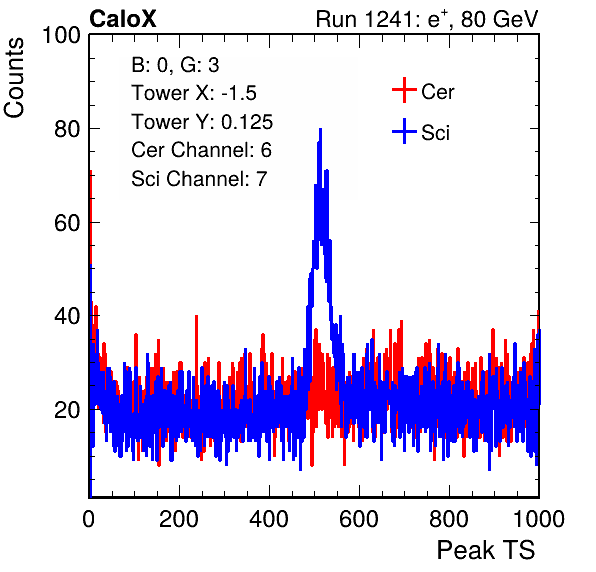 CaloX Run 1241: e⁺, 80 GeV
B: 0, G: 3
Tower X: -1.5
Tower Y: 0.125
Cer Channel: 6
Sci Channel: 7
Cer
Sci
Counts
100
80
60
40
20
0 200 400 600 800 1000
Peak TS